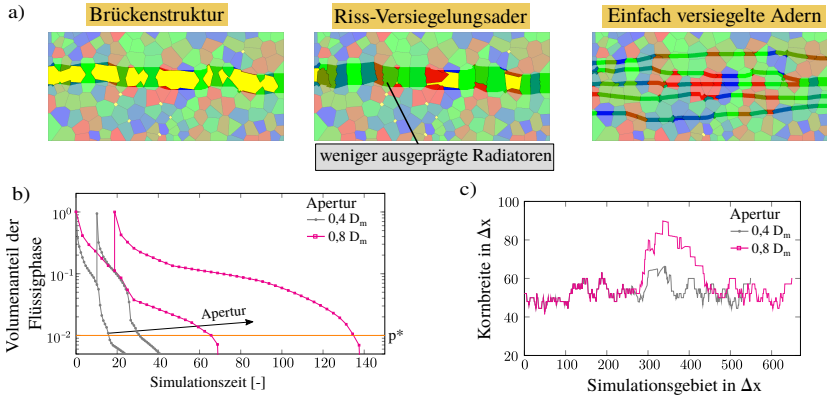 a)
Brückenstruktur
Riss-Versiegelungsader
Einfach versiegelte Adern
weniger ausgeprägte Radiatoren
b)
Volumenanteil der
Flüssigphase
10^0
10^-1
10^-2
Apertur
0,4 D_m
0,8 D_m
Apertur
p*
0 20 40 60 80 100 120 140
Simulationszeit [-]
c)
Kornbreite in Δx
100
80
60
40
20
Apertur
0,4 D_m
0,8 D_m
0 100 200 300 400 500 600
Simulationsgebiet in Δx